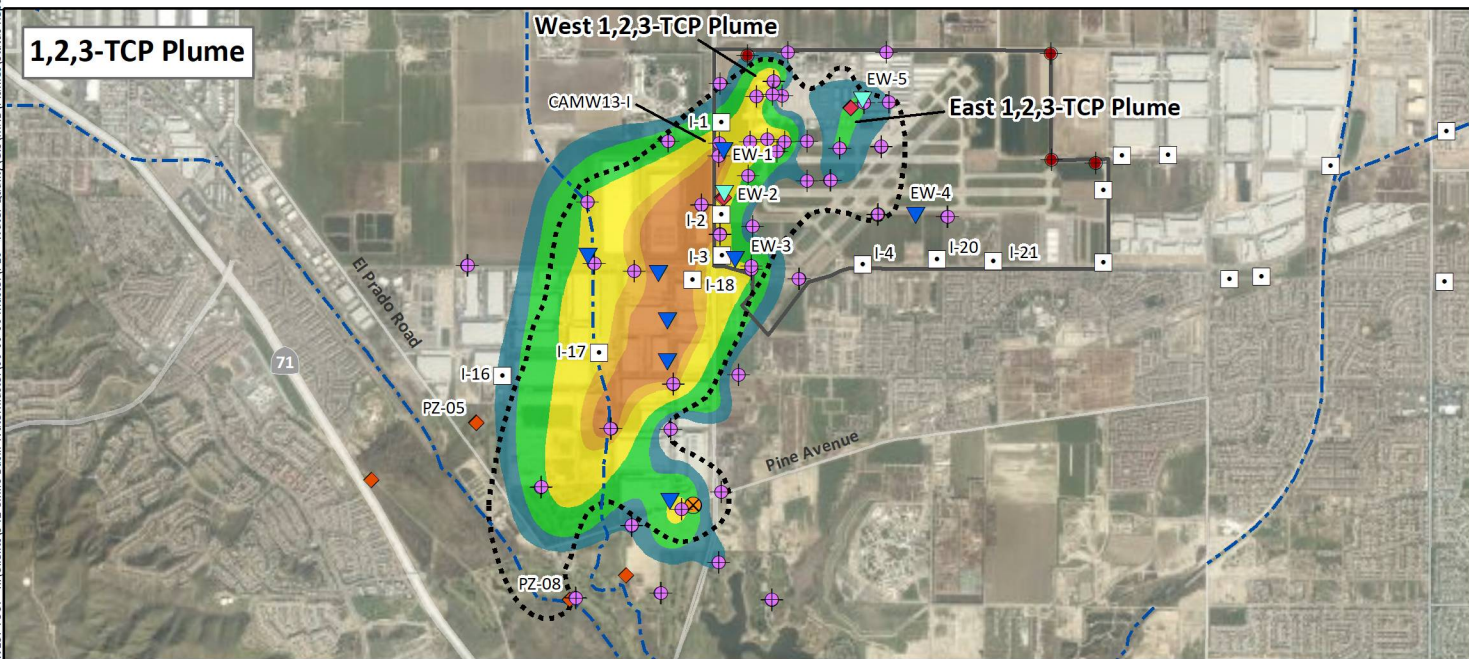 1,2,3-TCP Plume
West 1,2,3-TCP Plume
EW-5
CAMW13-I
East 1,2,3-TCP Plume
I-1
EW-1
EW-2
I-2
EW-4
EW-3
I-3
I-4
I-20
I-21
I-18
El Prado Road
71
I-17
I-16
PZ-05
Pine Avenue
PZ-08